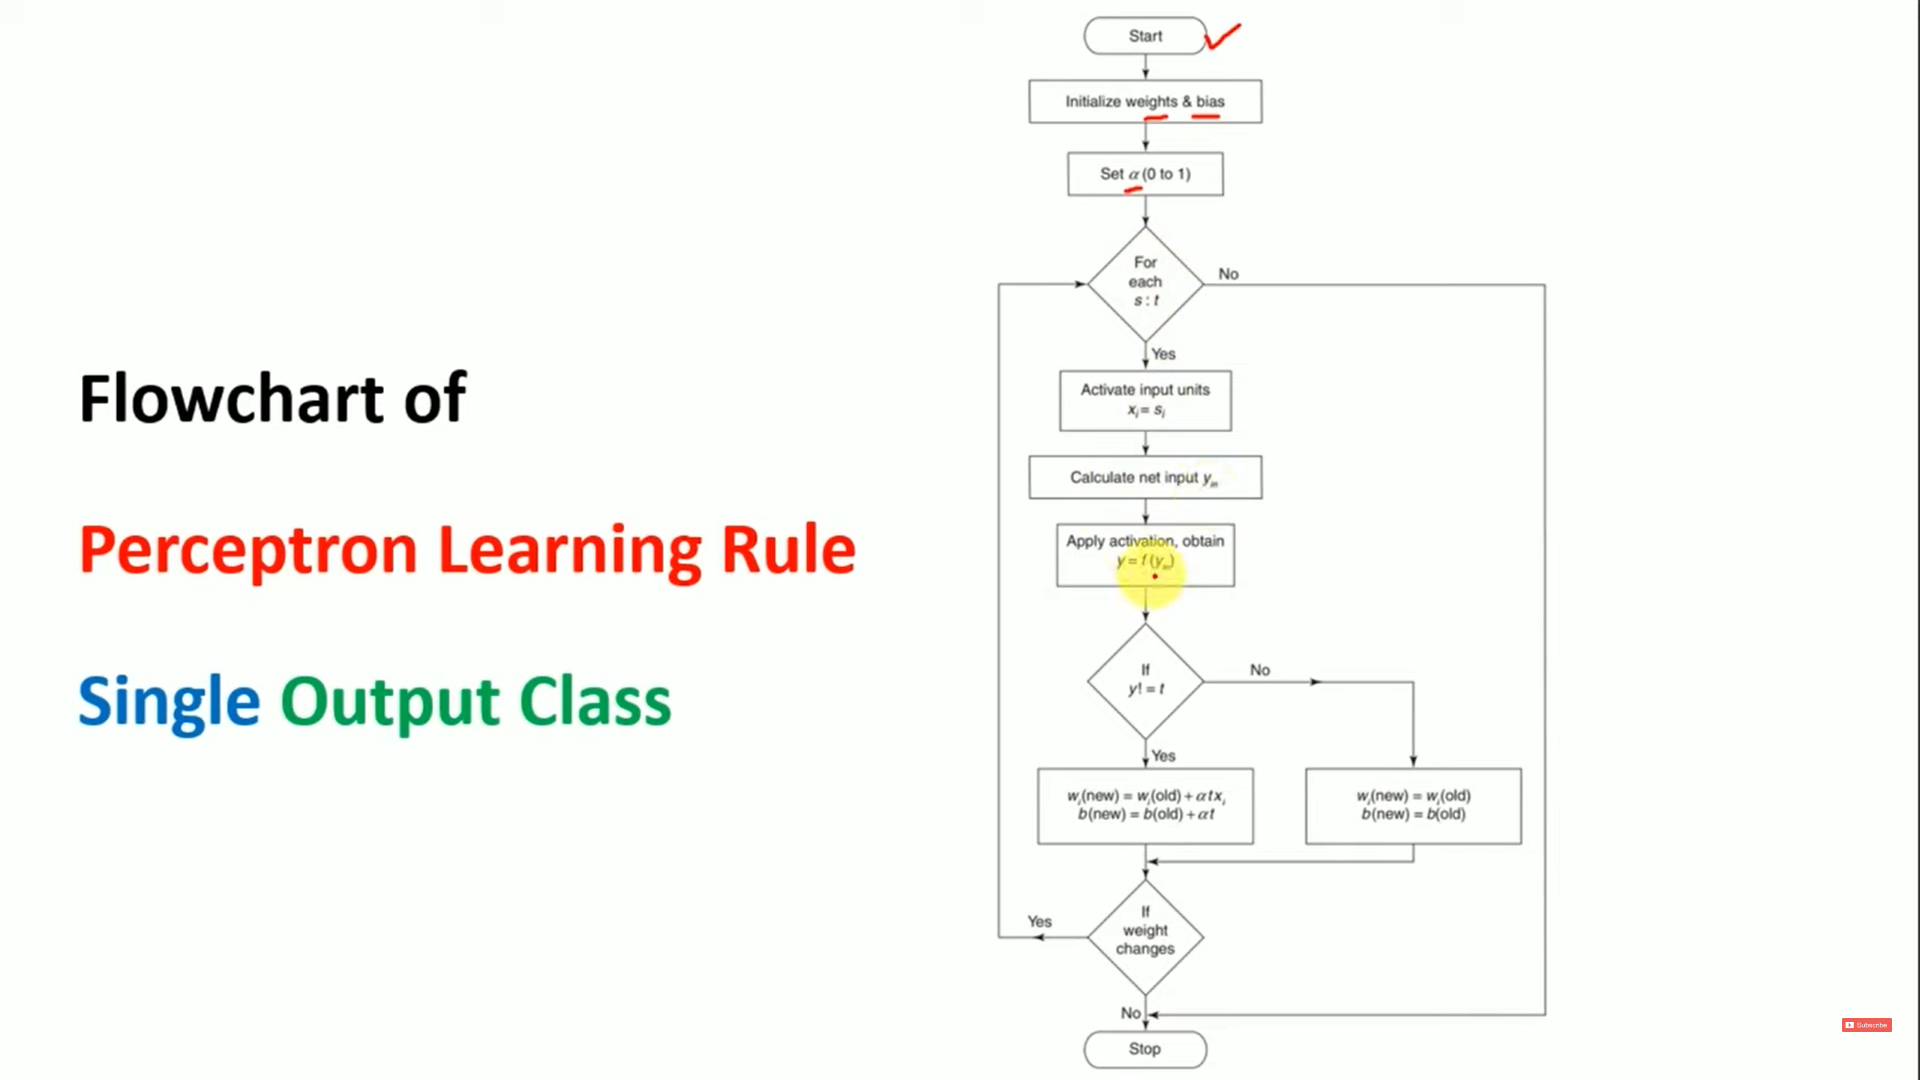 Flowchart of
Perceptron Learning Rule
Single Output Class
Start
Initialize weights & bias
Set α (0 to 1)
For
each
s : t
No
Yes
Activate input units
xᵢ = sᵢ
Calculate net input yᵢₙ
Apply activation, obtain
y = f (yᵢₙ)
If
y! = t
No
Yes
wᵢ(new) = wᵢ(old) + αtxᵢ
b(new) = b(old) + αt
wᵢ(new) = wᵢ(old)
b(new) = b(old)
If
weight
changes
Yes
No
Stop
Subscribe